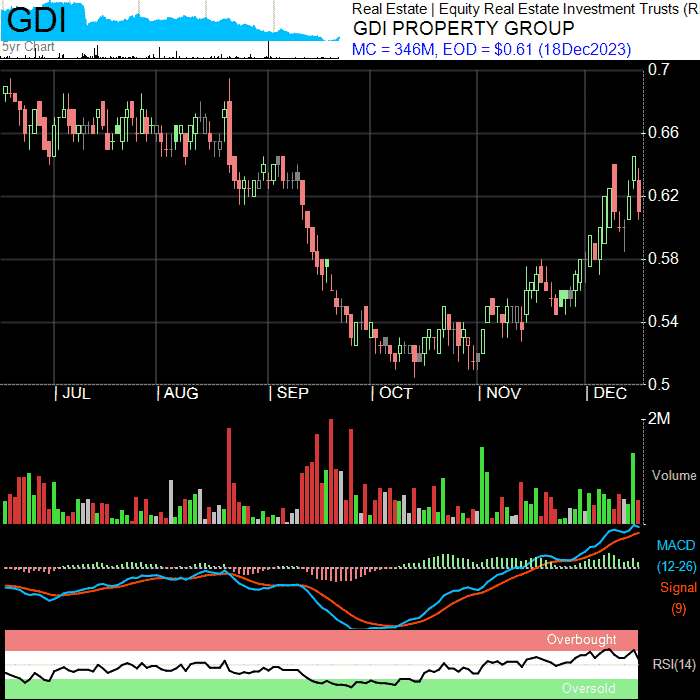 GDI
5yr Chart
Real Estate | Equity Real Estate Investment Trusts (R
GDI PROPERTY GROUP
MC = 346M, EOD = $0.61 (18Dec2023)
0.7
0.66
0.62
0.58
0.54
0.5
JUL
AUG
SEP
OCT
NOV
DEC
2M
Volume
MACD
(12-26)
Signal
(9)
Overbought
RSI(14)
Oversold